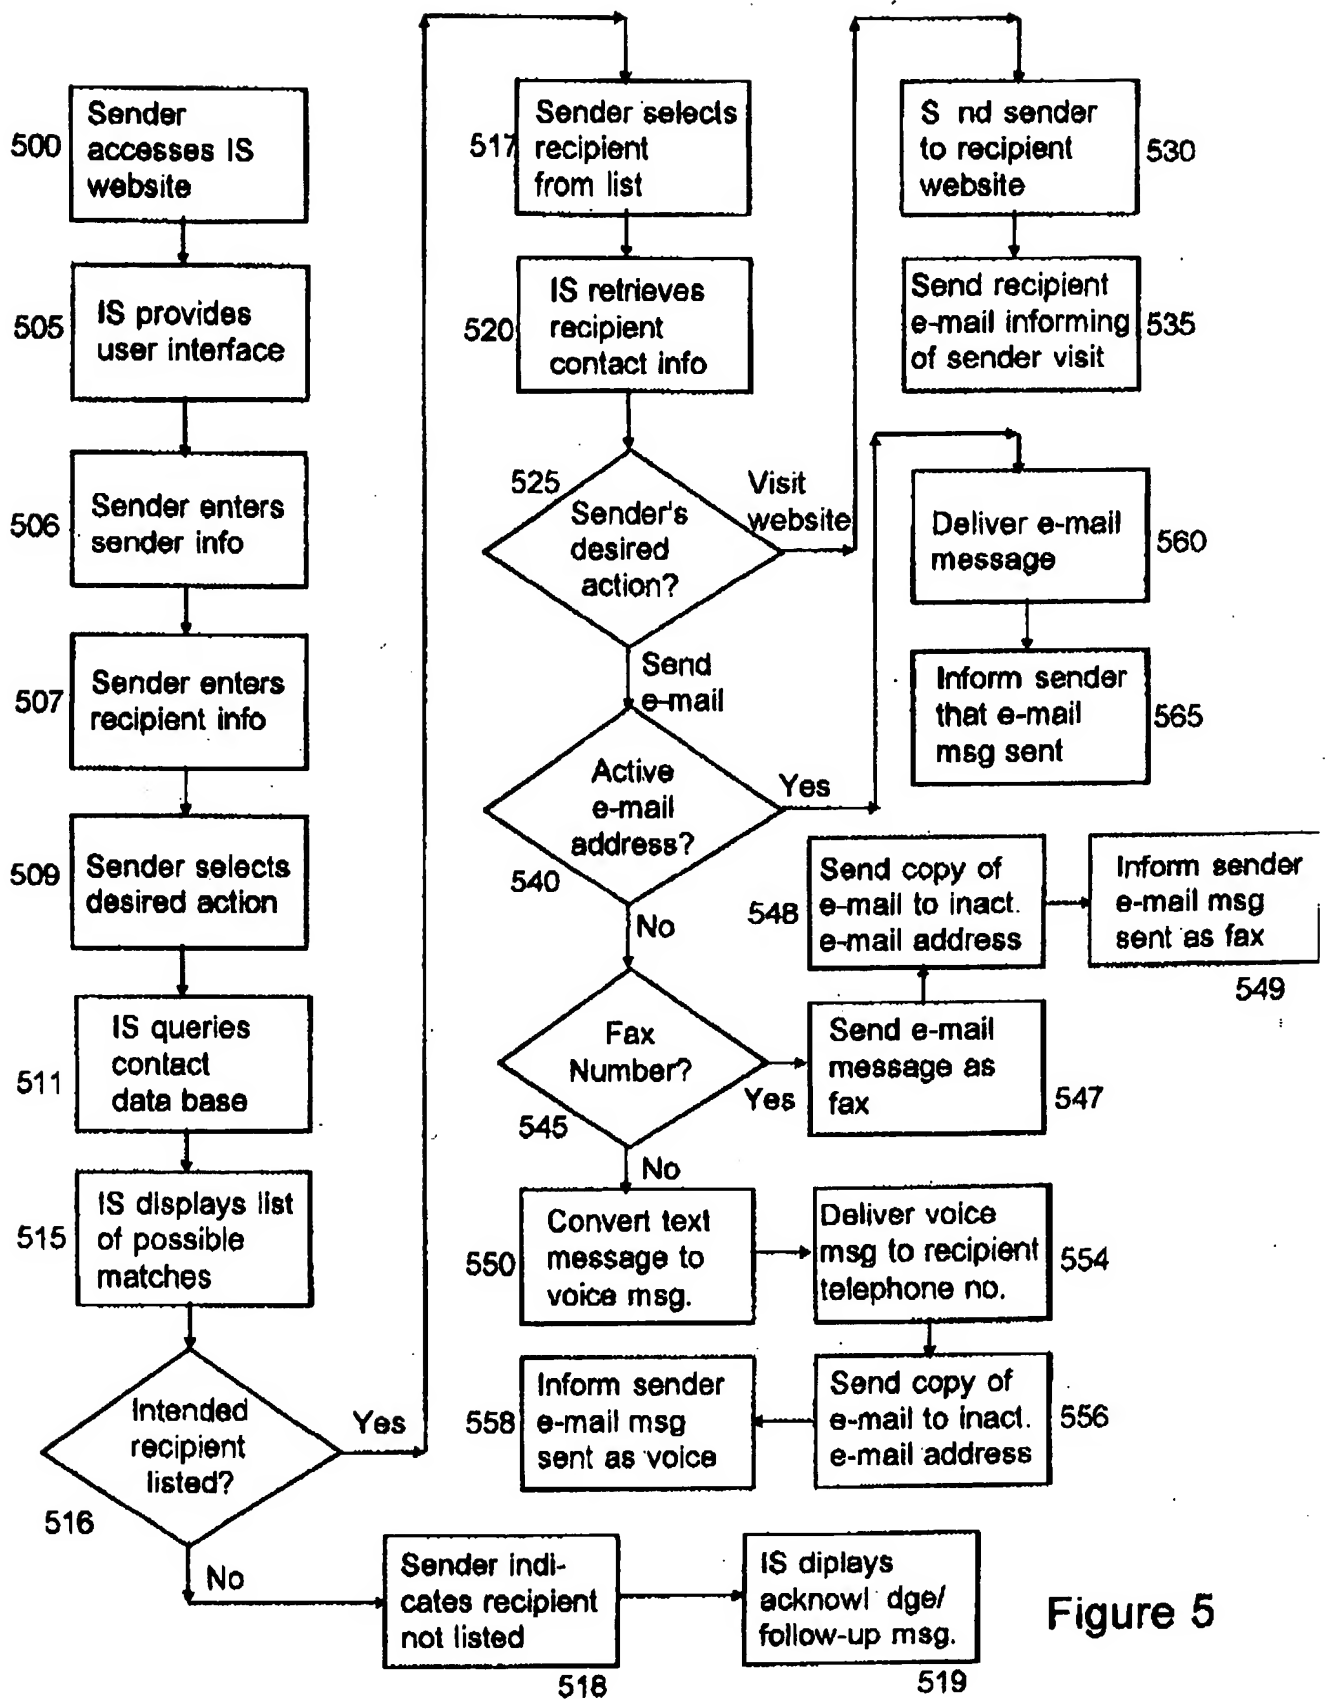 500
Sender
accesses IS
website
505
IS provides
user interface
506
Sender enters
sender info
507
Sender enters
recipient info
509
Sender selects
desired action
511
IS queries
contact
data base
515
IS displays list
of possible
matches
Intended
recipient
listed?
516
Yes
No
Sender indi-
cates recipient
not listed
518
IS diplays
acknowl dge/
follow-up msg.
519
517
Sender selects
recipient
from list
520
IS retrieves
recipient
contact info
525
Sender's
desired
action?
Visit
website
Send
e-mail
Active
e-mail
address?
540
Yes
No
Fax
Number?
545
Yes
No
550
Convert text
message to
voice msg.
Deliver voice
msg to recipient
telephone no.
554
Send copy of
e-mail to inact.
e-mail address
556
558
Inform sender
e-mail msg
sent as voice
S nd sender
to recipient
website
530
Send recipient
e-mail informing
of sender visit
535
Deliver e-mail
message
560
Inform sender
that e-mail
msg sent
565
548
Send copy of
e-mail to inact.
e-mail address
Inform sender
e-mail msg
sent as fax
549
Send e-mail
message as
fax
547
Figure 5